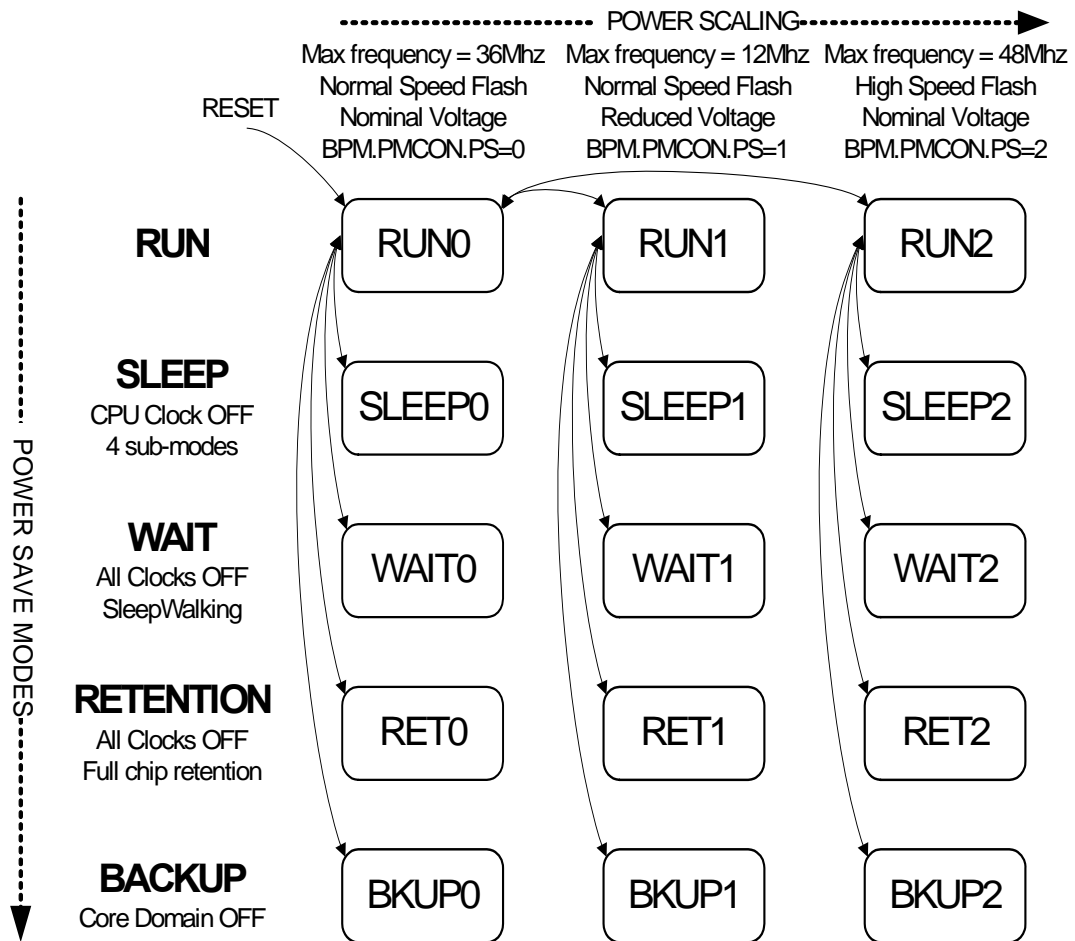 POWER SCALING
Max frequency = 36Mhz
Normal Speed Flash
Nominal Voltage
BPM.PMCON.PS=0
Max frequency = 12Mhz
Normal Speed Flash
Reduced Voltage
BPM.PMCON.PS=1
Max frequency = 48Mhz
High Speed Flash
Nominal Voltage
BPM.PMCON.PS=2
RESET
POWER SAVE MODES
RUN
RUN0
RUN1
RUN2
SLEEP
CPU Clock OFF
4 sub-modes
SLEEP0
SLEEP1
SLEEP2
WAIT
All Clocks OFF
SleepWalking
WAIT0
WAIT1
WAIT2
RETENTION
All Clocks OFF
Full chip retention
RET0
RET1
RET2
BACKUP
Core Domain OFF
BKUP0
BKUP1
BKUP2